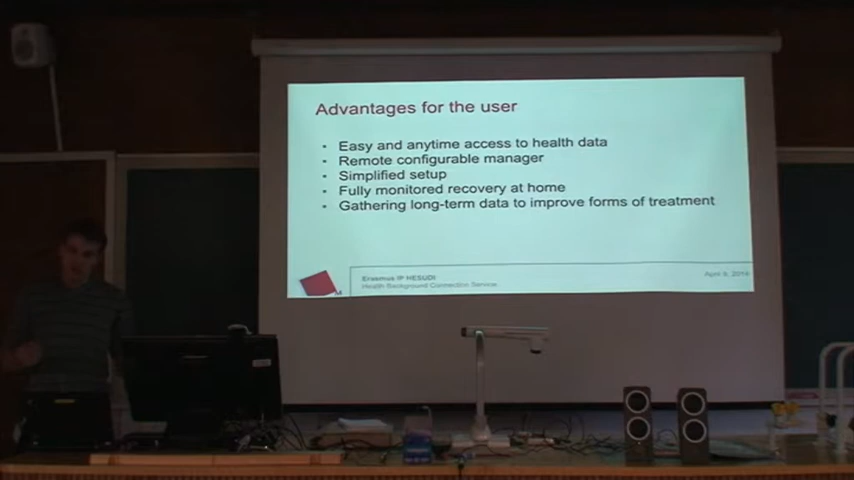 Advantages for the user
• Easy and anytime access to health data
• Remote configurable manager
• Simplified setup
• Fully monitored recovery at home
• Gathering long-term data to improve forms of treatment
Erasmus IP HESUDI
Health Background Connection Service
April 9, 2014